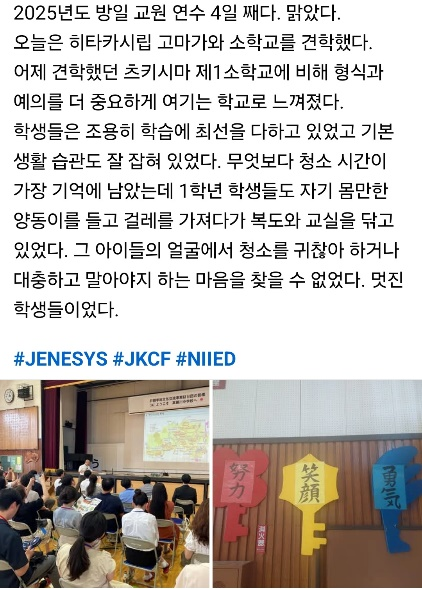 2025년도 방일 교원 연수 4일 째다. 맑았다.
오늘은 히타카시립 고마가와 소학교를 견학했다.
어제 견학했던 츠키시마 제1소학교에 비해 형식과
예의를 더 중요하게 여기는 학교로 느껴졌다.
학생들은 조용히 학습에 최선을 다하고 있었고 기본
생활 습관도 잘 잡혀 있었다. 무엇보다 청소 시간이
가장 기억에 남았는데 1학년 학생들도 자기 몸만한
양동이를 들고 걸레를 가져다가 복도와 교실을 닦고
있었다. 그 아이들의 얼굴에서 청소를 귀찮아 하거나
대충하고 말아야지 하는 마음을 찾을 수 없었다. 멋진
학생들이었다.
#JENESYS #JKCF #NIIED
努力
笑顔
勇気